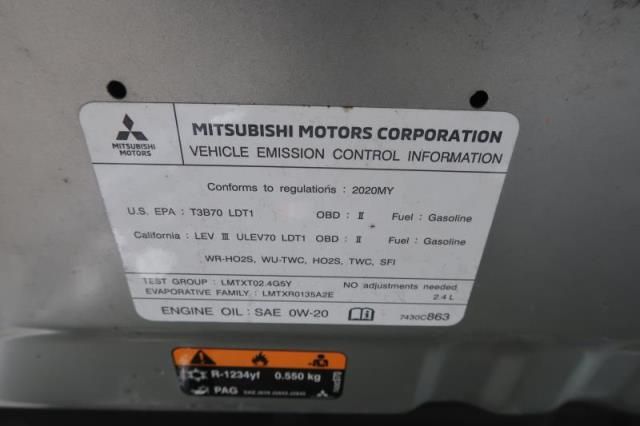 MITSUBISHI MOTORS
MITSUBISHI MOTORS CORPORATION
VEHICLE EMISSION CONTROL INFORMATION
Conforms to regulations : 2020MY
U.S. EPA : T3B70 LDT1 OBD : Ⅱ Fuel : Gasoline
California : LEV Ⅲ ULEV70 LDT1 OBD : Ⅱ Fuel : Gasoline
WR-HO2S, WU-TWC, HO2S, TWC, SFI
TEST GROUP : LMTXT02.4G5Y NO adjustments needed
EVAPORATIVE FAMILY : LMTXR0135A2E 2.4 L
ENGINE OIL : SAE 0W-20 7430C863
R-1234yf 0.550 kg
PAG